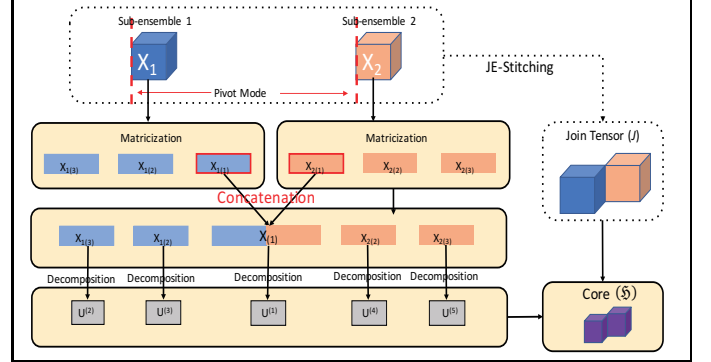 Sub-ensemble 1
Sub-ensemble 2
X1
X2
JE-Stitching
Pivot Mode
Matricization
Matricization
Join Tensor (J)
X1(3) X1(2) X1(1) X2(1) X2(2) X2(3)
Concatenation
X1(3) X1(2) X(1) X2(2) X2(3)
Decomposition Decomposition Decomposition Decomposition Decomposition
Core (ℌ)
U(2) U(3) U(1) U(4) U(5)